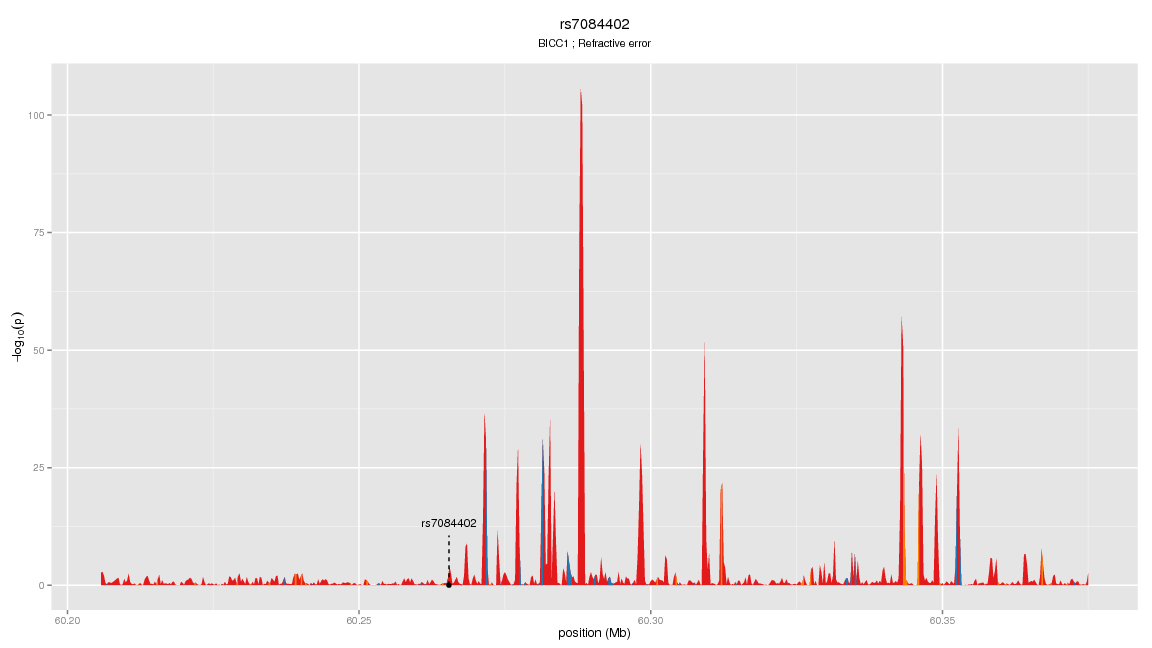 rs7084402
BICC1 ; Refractive error
-log10(p)
100
75
50
25
0
rs7084402
60.20
60.25
60.30
60.35
position (Mb)